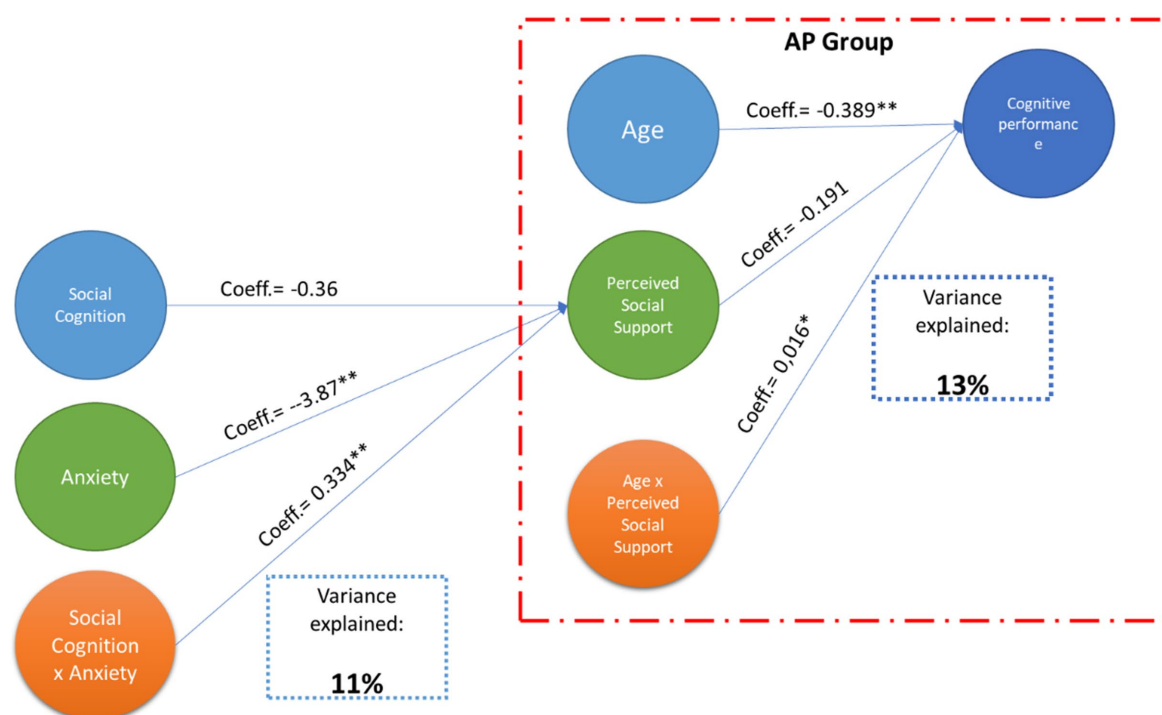 AP Group
Age
Coeff.= -0.389**
Cognitive
performanc
e
Social
Cognition
Coeff.= -0.36
Perceived
Social
Support
Coeff.= -0.191
Variance
explained:
13%
Anxiety
Coeff.= --3.87**
Coeff.= 0,016*
Age x
Perceived
Social
Support
Social
Cognition
x Anxiety
Coeff.= 0.334**
Variance
explained:
11%